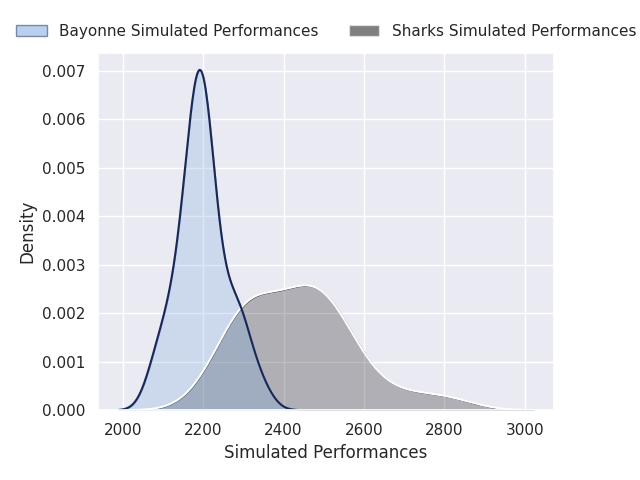 Bayonne Simulated Performances Sharks Simulated Performances
0.007
0.006
0.005
0.004
0.003
0.002
0.001
0.000
Density
2000 2200 2400 2600 2800 3000
Simulated Performances